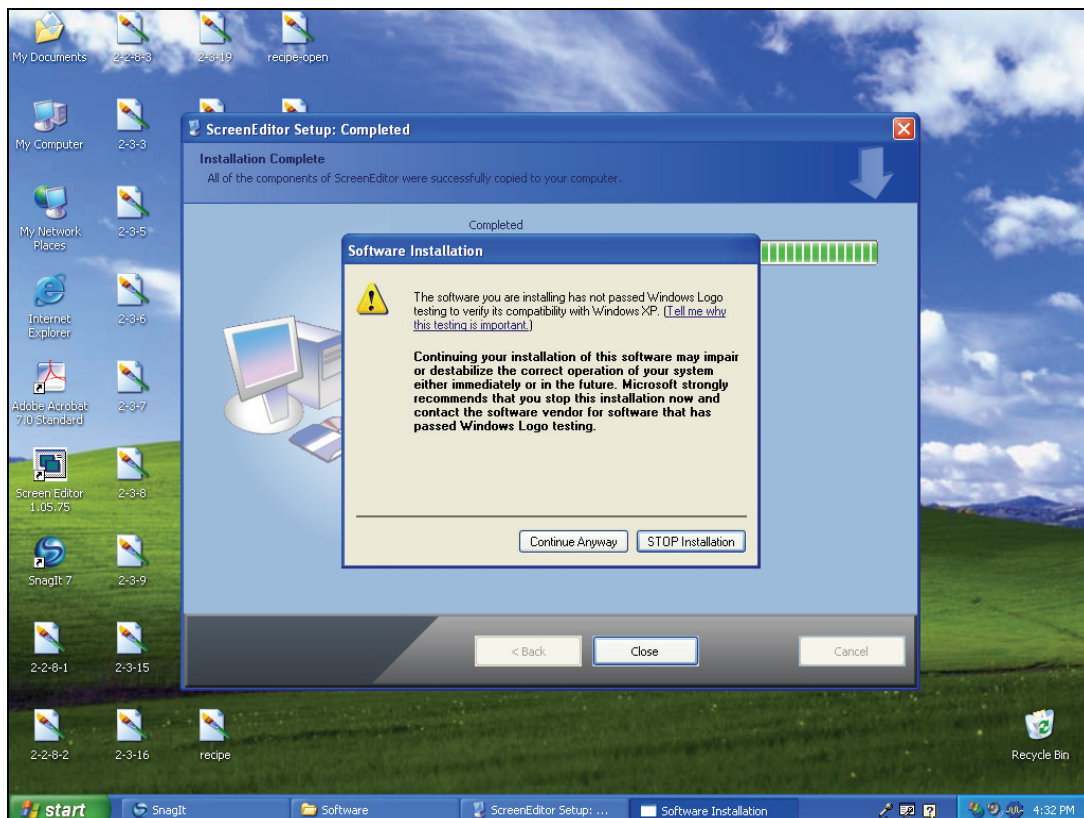 My Documents
2-2-8-3
2-3-19
recipe-open
My Computer
2-3-3
ScreenEditor Setup: Completed
Installation Complete
All of the components of ScreenEditor were successfully copied to your computer.
My Network
Places
2-3-5
Completed
Software Installation
The software you are installing has not passed Windows Logo
testing to verify its compatibility with Windows XP. (Tell me why
this testing is important.)
Internet
Explorer
2-3-6
Continuing your installation of this software may impair
or destabilize the correct operation of your system
either immediately or in the future. Microsoft strongly
recommends that you stop this installation now and
contact the software vendor for software that has
passed Windows Logo testing.
Adobe Acrobat
7.0 Standard
2-3-7
Screen Editor
1.05.75
2-3-8
Continue Anyway
STOP Installation
SnagIt 7
2-3-9
< Back
Close
Cancel
2-2-8-1
2-3-15
2-2-8-2
2-3-16
recipe
Recycle Bin
start
SnagIt
Software
ScreenEditor Setup: ...
Software Installation
4:32 PM